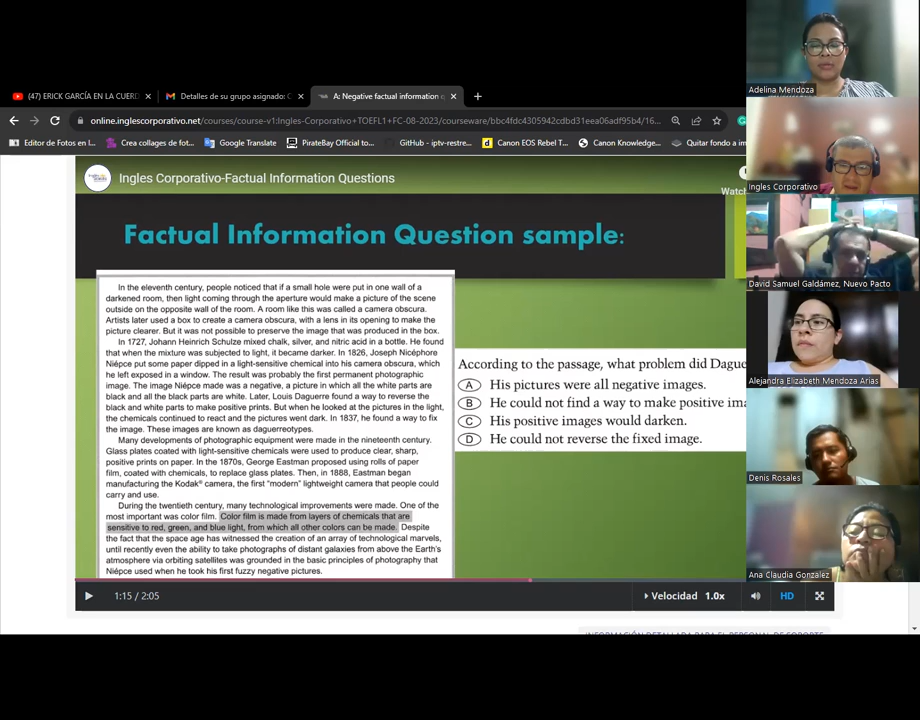 (47) ERICK GARCÍA EN LA CUERD
Detalles de su grupo asignado: C
A: Negative factual information q
online.inglescorporativo.net/courses/course-v1:Ingles-Corporativo+TOEFL1+FC-08-2023/courseware/bbc4fdc4305942cdbd31eea06adf95b4/16...
Editor de Fotos en l...
Crea collages de fot...
Google Translate
PirateBay Official to...
GitHub - iptv-restre...
Canon EOS Rebel T...
Canon Knowledge...
Quitar fondo a im
Ingles Corporativo-Factual Information Questions
Watch
Factual Information Question sample:
In the eleventh century, people noticed that if a small hole were put in one wall of a
darkened room, then light coming through the aperture would make a picture of the scene
outside on the opposite wall of the room. A room like this was called a camera obscura.
Artists later used a box to create a camera obscura, with a lens in its opening to make the
picture clearer. But it was not possible to preserve the image that was produced in the box.
In 1727, Johann Heinrich Schulze mixed chalk, silver, and nitric acid in a bottle. He found
that when the mixture was subjected to light, it became darker. In 1826, Joseph Nicéphore
Niépce put some paper dipped in a light-sensitive chemical into his camera obscura, which
he left exposed in a window. The result was probably the first permanent photographic
image. The image Niépce made was a negative, a picture in which all the white parts are
black and all the black parts are white. Later, Louis Daguerre found a way to reverse the
black and white parts to make positive prints. But when he looked at the pictures in the light,
the chemicals continued to react and the pictures went dark. In 1837, he found a way to fix
the image. These images are known as daguerreotypes.
Many developments of photographic equipment were made in the nineteenth century.
Glass plates coated with light-sensitive chemicals were used to produce clear, sharp,
positive prints on paper. In the 1870s, George Eastman proposed using rolls of paper
film, coated with chemicals, to replace glass plates. Then, in 1888, Eastman began
manufacturing the Kodak® camera, the first "modern" lightweight camera that people could
carry and use.
During the twentieth century, many technological improvements were made. One of the
most important was color film. Color film is made from layers of chemicals that are
sensitive to red, green, and blue light, from which all other colors can be made. Despite
the fact that the space age has witnessed the creation of an array of technological marvels,
until recently even the ability to take photographs of distant galaxies from above the Earth's
atmosphere via orbiting satellites was grounded in the basic principles of photography that
Niépce used when he took his first fuzzy negative pictures.
According to the passage, what problem did Dague
A His pictures were all negative images.
B He could not find a way to make positive ima
C His positive images would darken.
D He could not reverse the fixed image.
1:15 / 2:05
Velocidad 1.0x
HD
Adelina Mendoza
Ingles Corporativo
David Samuel Galdámez, Nuevo Pacto
Alejandra Elizabeth Mendoza Arias
Denis Rosales
Ana Claudia Gonzalez